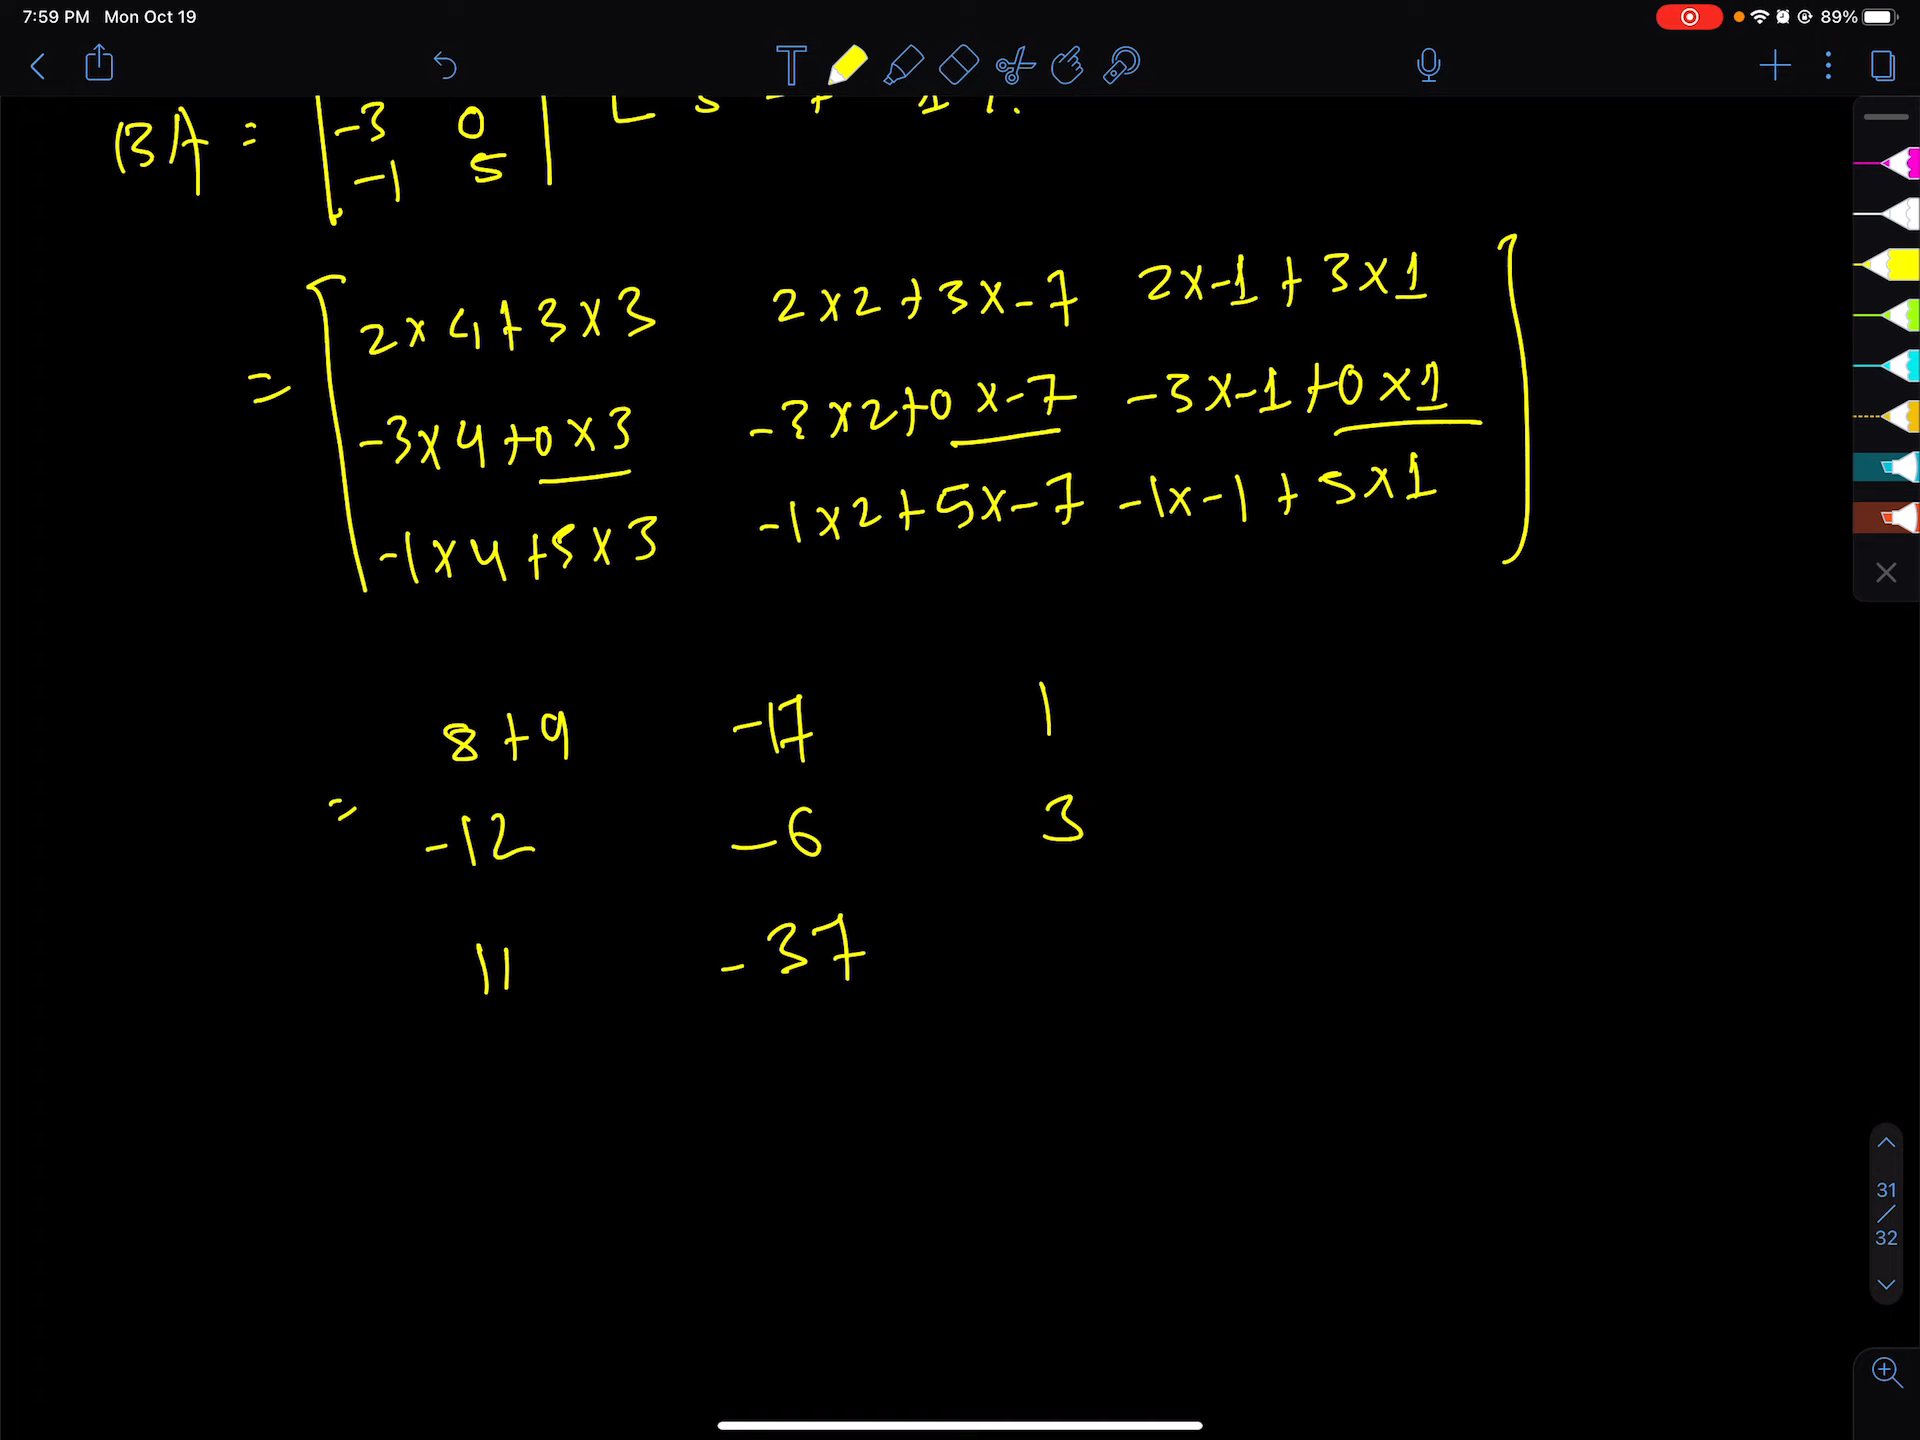 7:59 PM Mon Oct 19 89%
BA = -3 0
-1 5
= 2x4+3x3 2x2+3x-7 2x-1+3x1
-3x4+0x3 -3x2+0x-7 -3x-1+0x1
-1x4+5x3 -1x2+5x-7 -1x-1+5x1
8+9 -17 1
= -12 -6 3
11 -37
31
/
32